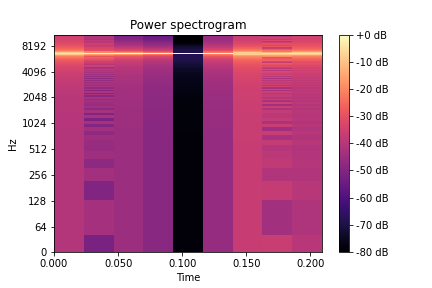 Power spectrogram
8192
4096
2048
1024
512
256
128
64
0
Hz
0.000 0.050 0.100 0.150 0.200
Time
+0 dB
-10 dB
-20 dB
-30 dB
-40 dB
-50 dB
-60 dB
-70 dB
-80 dB